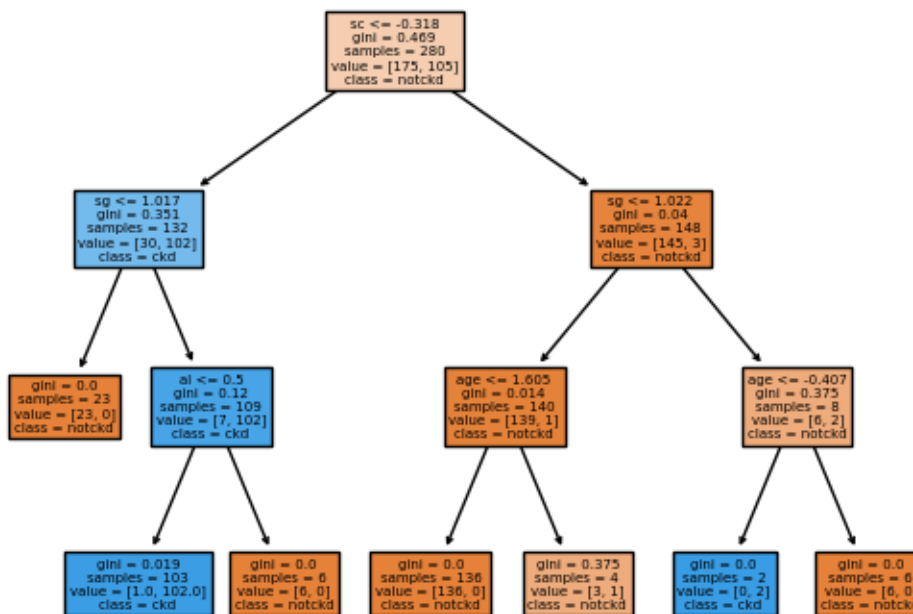 sc <= -0.318
gini = 0.469
samples = 280
value = [175, 105]
class = notckd
sg <= 1.017
gini = 0.351
samples = 132
value = [30, 102]
class = ckd
sg <= 1.022
gini = 0.04
samples = 148
value = [145, 3]
class = notckd
gini = 0.0
samples = 23
value = [23, 0]
class = notckd
al <= 0.5
gini = 0.12
samples = 109
value = [7, 102]
class = ckd
age <= 1.605
gini = 0.014
samples = 140
value = [139, 1]
class = notckd
age <= -0.407
gini = 0.375
samples = 8
value = [6, 2]
class = notckd
gini = 0.019
samples = 103
value = [1.0, 102.0]
class = ckd
gini = 0.0
samples = 6
value = [6, 0]
class = notckd
gini = 0.0
samples = 136
value = [136, 0]
class = notckd
gini = 0.375
samples = 4
value = [3, 1]
class = notckd
gini = 0.0
samples = 2
value = [0, 2]
class = ckd
gini = 0.0
samples = 6
value = [6, 0]
class = notckd